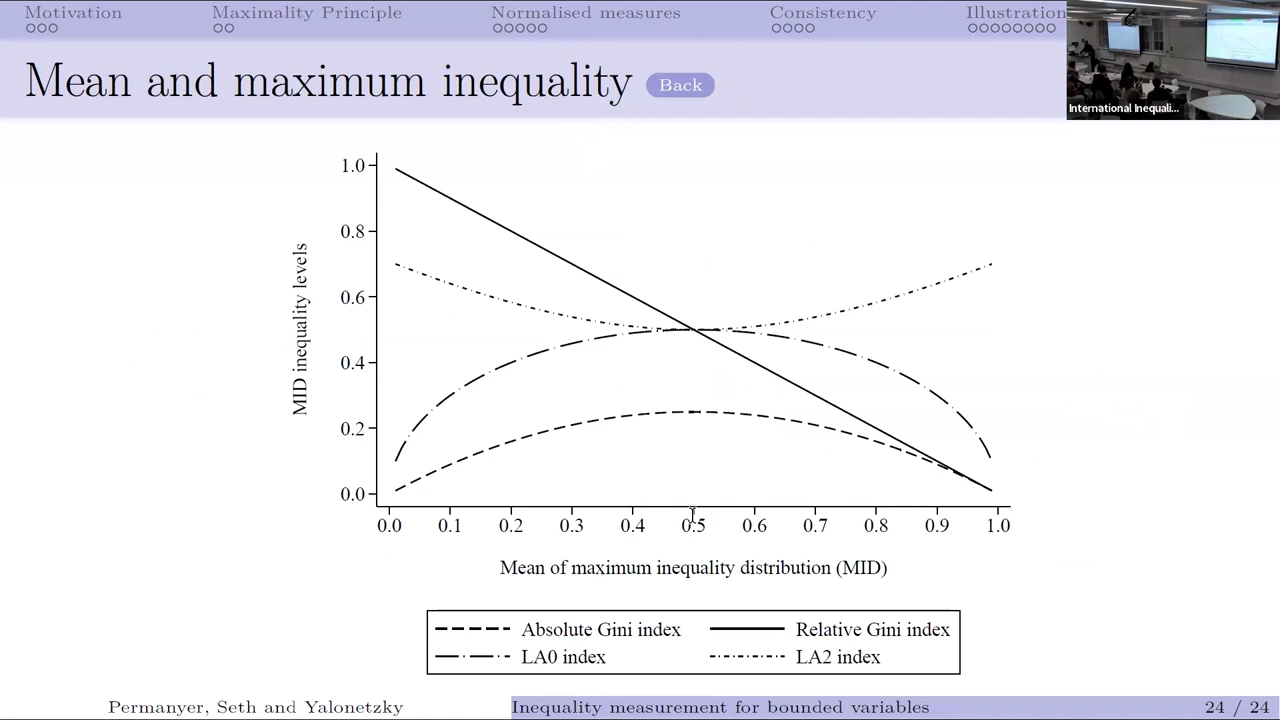 Motivation Maximality Principle Normalised measures Consistency Illustration
Mean and maximum inequality Back
International Inequali...
1.0
0.8
0.6
0.4
0.2
0.0
MID inequality levels
0.0 0.1 0.2 0.3 0.4 0.5 0.6 0.7 0.8 0.9 1.0
Mean of maximum inequality distribution (MID)
Absolute Gini index Relative Gini index
LA0 index LA2 index
Permanyer, Seth and Yalonetzky Inequality measurement for bounded variables 24 / 24